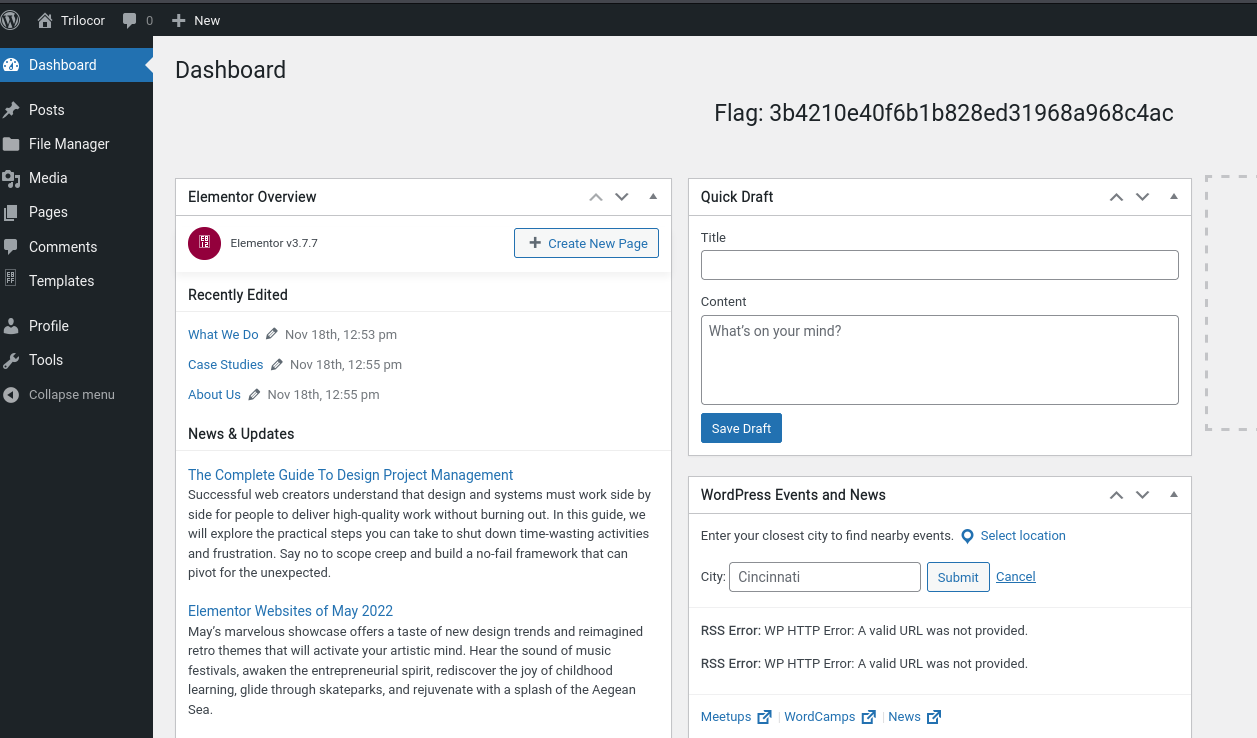 Trilocor 0 New
Dashboard
Posts
File Manager
Media
Pages
Comments
Templates
Profile
Tools
Collapse menu
Dashboard
Flag: 3b4210e40f6b1b828ed31968a968c4ac
Elementor Overview
Elementor v3.7.7
Create New Page
Recently Edited
What We Do Nov 18th, 12:53 pm
Case Studies Nov 18th, 12:55 pm
About Us Nov 18th, 12:55 pm
News & Updates
The Complete Guide To Design Project Management
Successful web creators understand that design and systems must work side by
side for people to deliver high-quality work without burning out. In this guide, we
will explore the practical steps you can take to shut down time-wasting activities
and frustration. Say no to scope creep and build a no-fail framework that can
pivot for the unexpected.
Elementor Websites of May 2022
May’s marvelous showcase offers a taste of new design trends and reimagined
retro themes that will activate your artistic mind. Hear the sound of music
festivals, awaken the entrepreneurial spirit, rediscover the joy of childhood
learning, glide through skateparks, and rejuvenate with a splash of the Aegean
Sea.
Quick Draft
Title
Content
What’s on your mind?
Save Draft
WordPress Events and News
Enter your closest city to find nearby events. Select location
City: Cincinnati Submit Cancel
RSS Error: WP HTTP Error: A valid URL was not provided.
RSS Error: WP HTTP Error: A valid URL was not provided.
Meetups | WordCamps | News